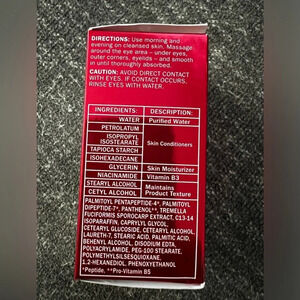 DIRECTIONS: Use morning and
evening on cleansed skin. Massage
around the eye area – under eyes,
outer corners, eyelids – and smooth in
until thoroughly absorbed.
CAUTION: AVOID DIRECT CONTACT
WITH EYES. IF CONTACT OCCURS,
RINSE EYES WITH WATER.
INGREDIENTS: DESCRIPTION:
WATER Purified Water
PETROLATUM
ISOPROPYL
ISOSTEARATE Skin Conditioners
TAPIOCA STARCH
ISOHEXADECANE
GLYCERIN Skin Moisturizer
NIACINAMIDE Vitamin B3
STEARYL ALCOHOL Maintains
CETYL ALCOHOL Product Texture
PALMITOYL PENTAPEPTIDE-4*, PALMITOYL
DIPEPTIDE-7*, PANTHENOL**, TREMELLA
FUCIFORMIS SPOROCARP EXTRACT, C13-14
ISOPARAFFIN, CAPRYLYL GLYCOL,
CETEARYL GLUCOSIDE, CETEARYL ALCOHOL,
LAURETH-7, STEARIC ACID, PALMITIC ACID,
BEHENYL ALCOHOL, DISODIUM EDTA,
POLYACRYLAMIDE, PEG-100 STEARATE,
POLYMETHYLSILSESQUIOXANE,
1,2-HEXANEDIOL, PHENOXYETHANOL
*Peptide, **Pro-Vitamin B5